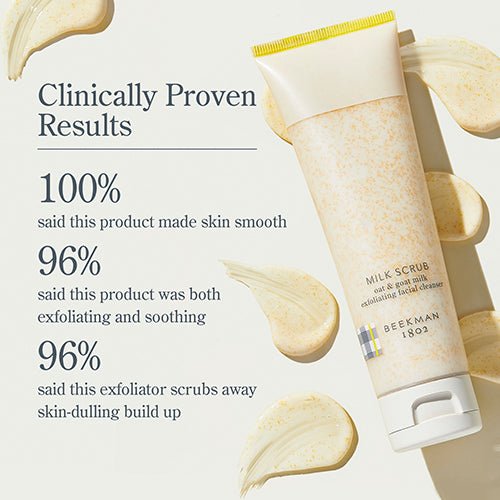 Clinically Proven
Results
100%
said this product made skin smooth
96%
said this product was both
exfoliating and soothing
96%
said this exfoliator scrubs away
skin-dulling build up
MILK SCRUB
oat & goat milk
exfoliating facial cleanser
BEEKMAN
1802